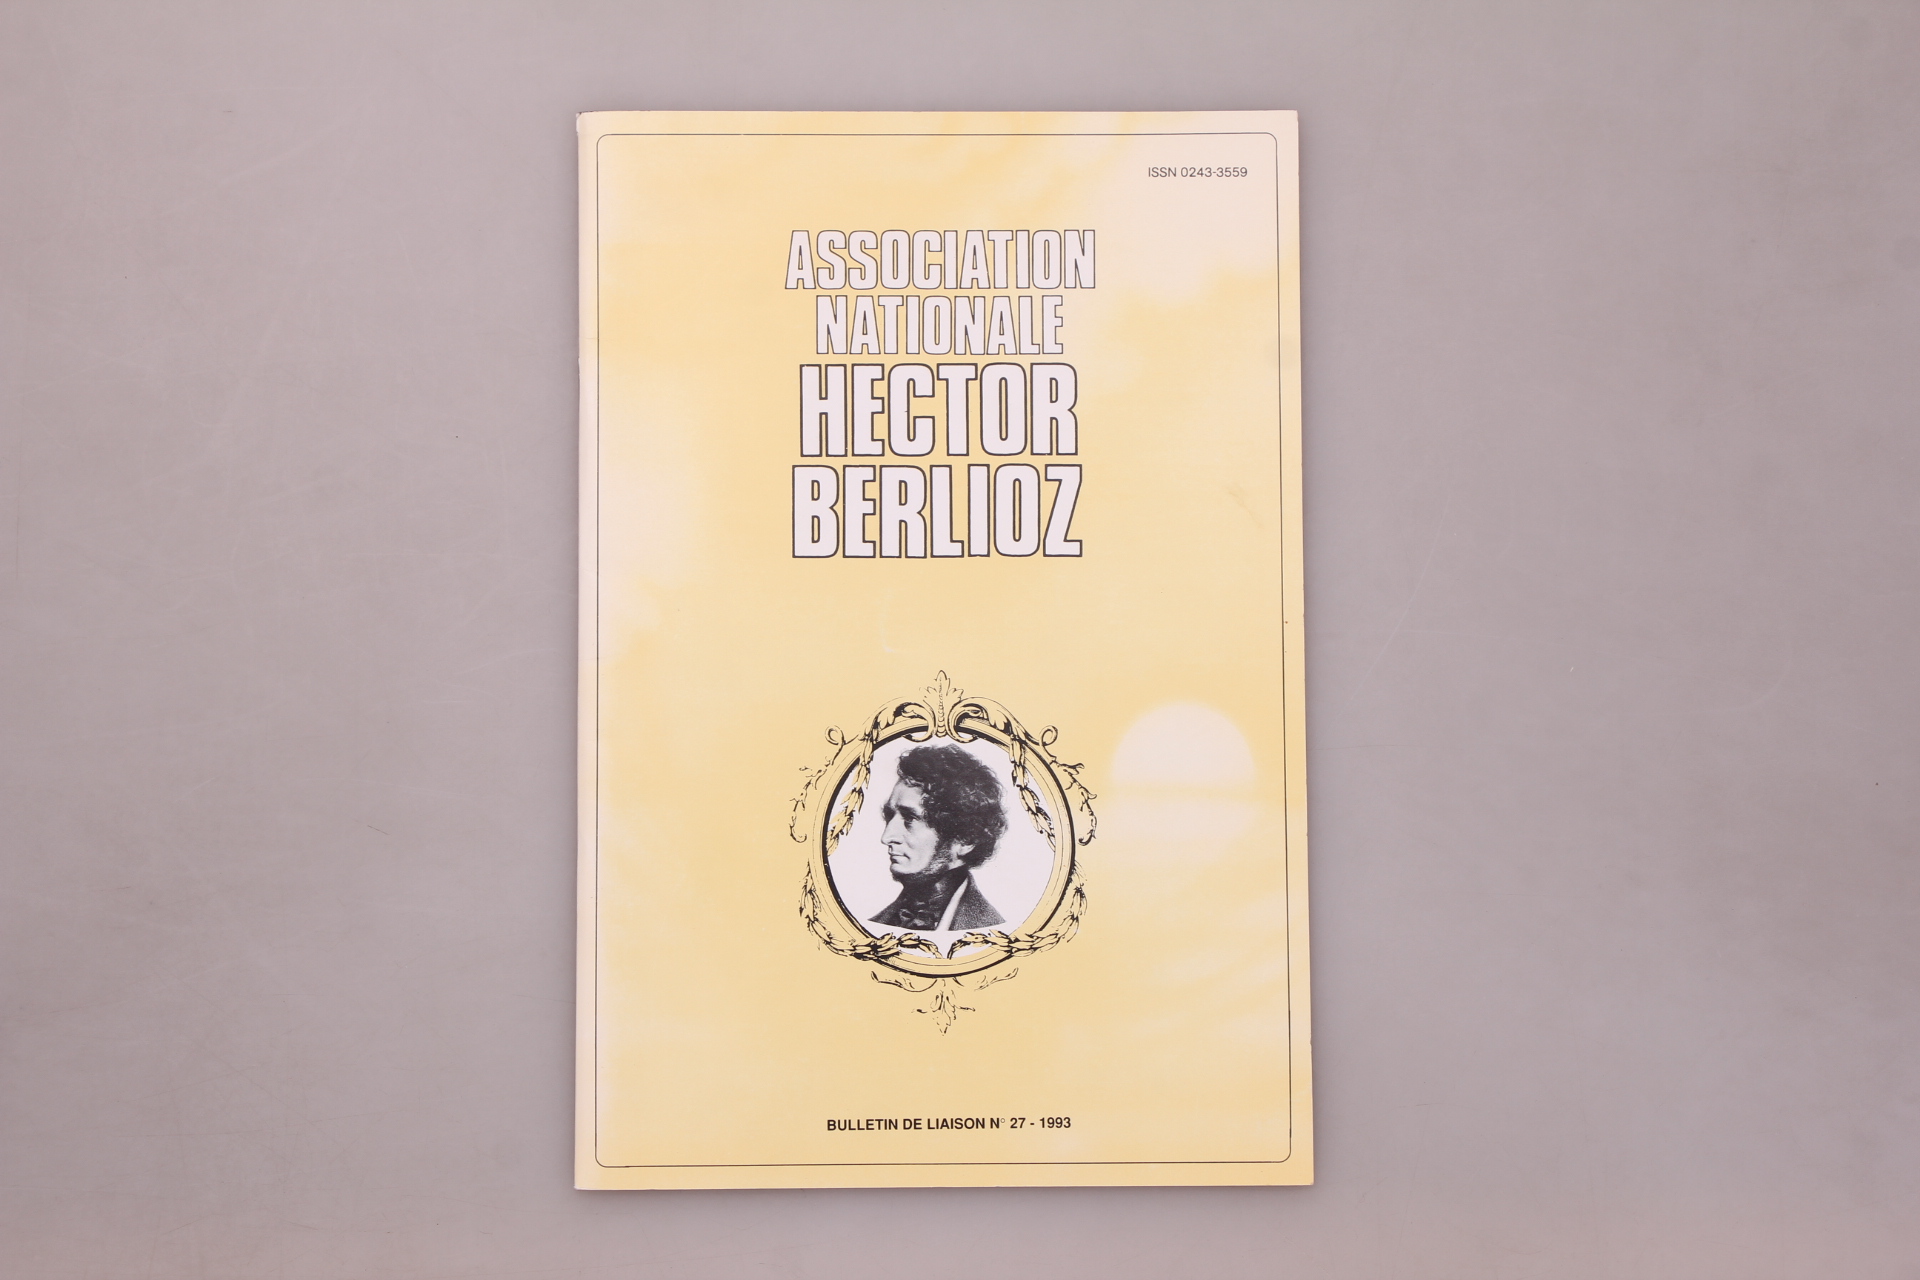 ISSN 0243-3559
ASSOCIATION
NATIONALE
HECTOR
BERLIOZ
BULLETIN DE LIAISON N° 27 - 1993